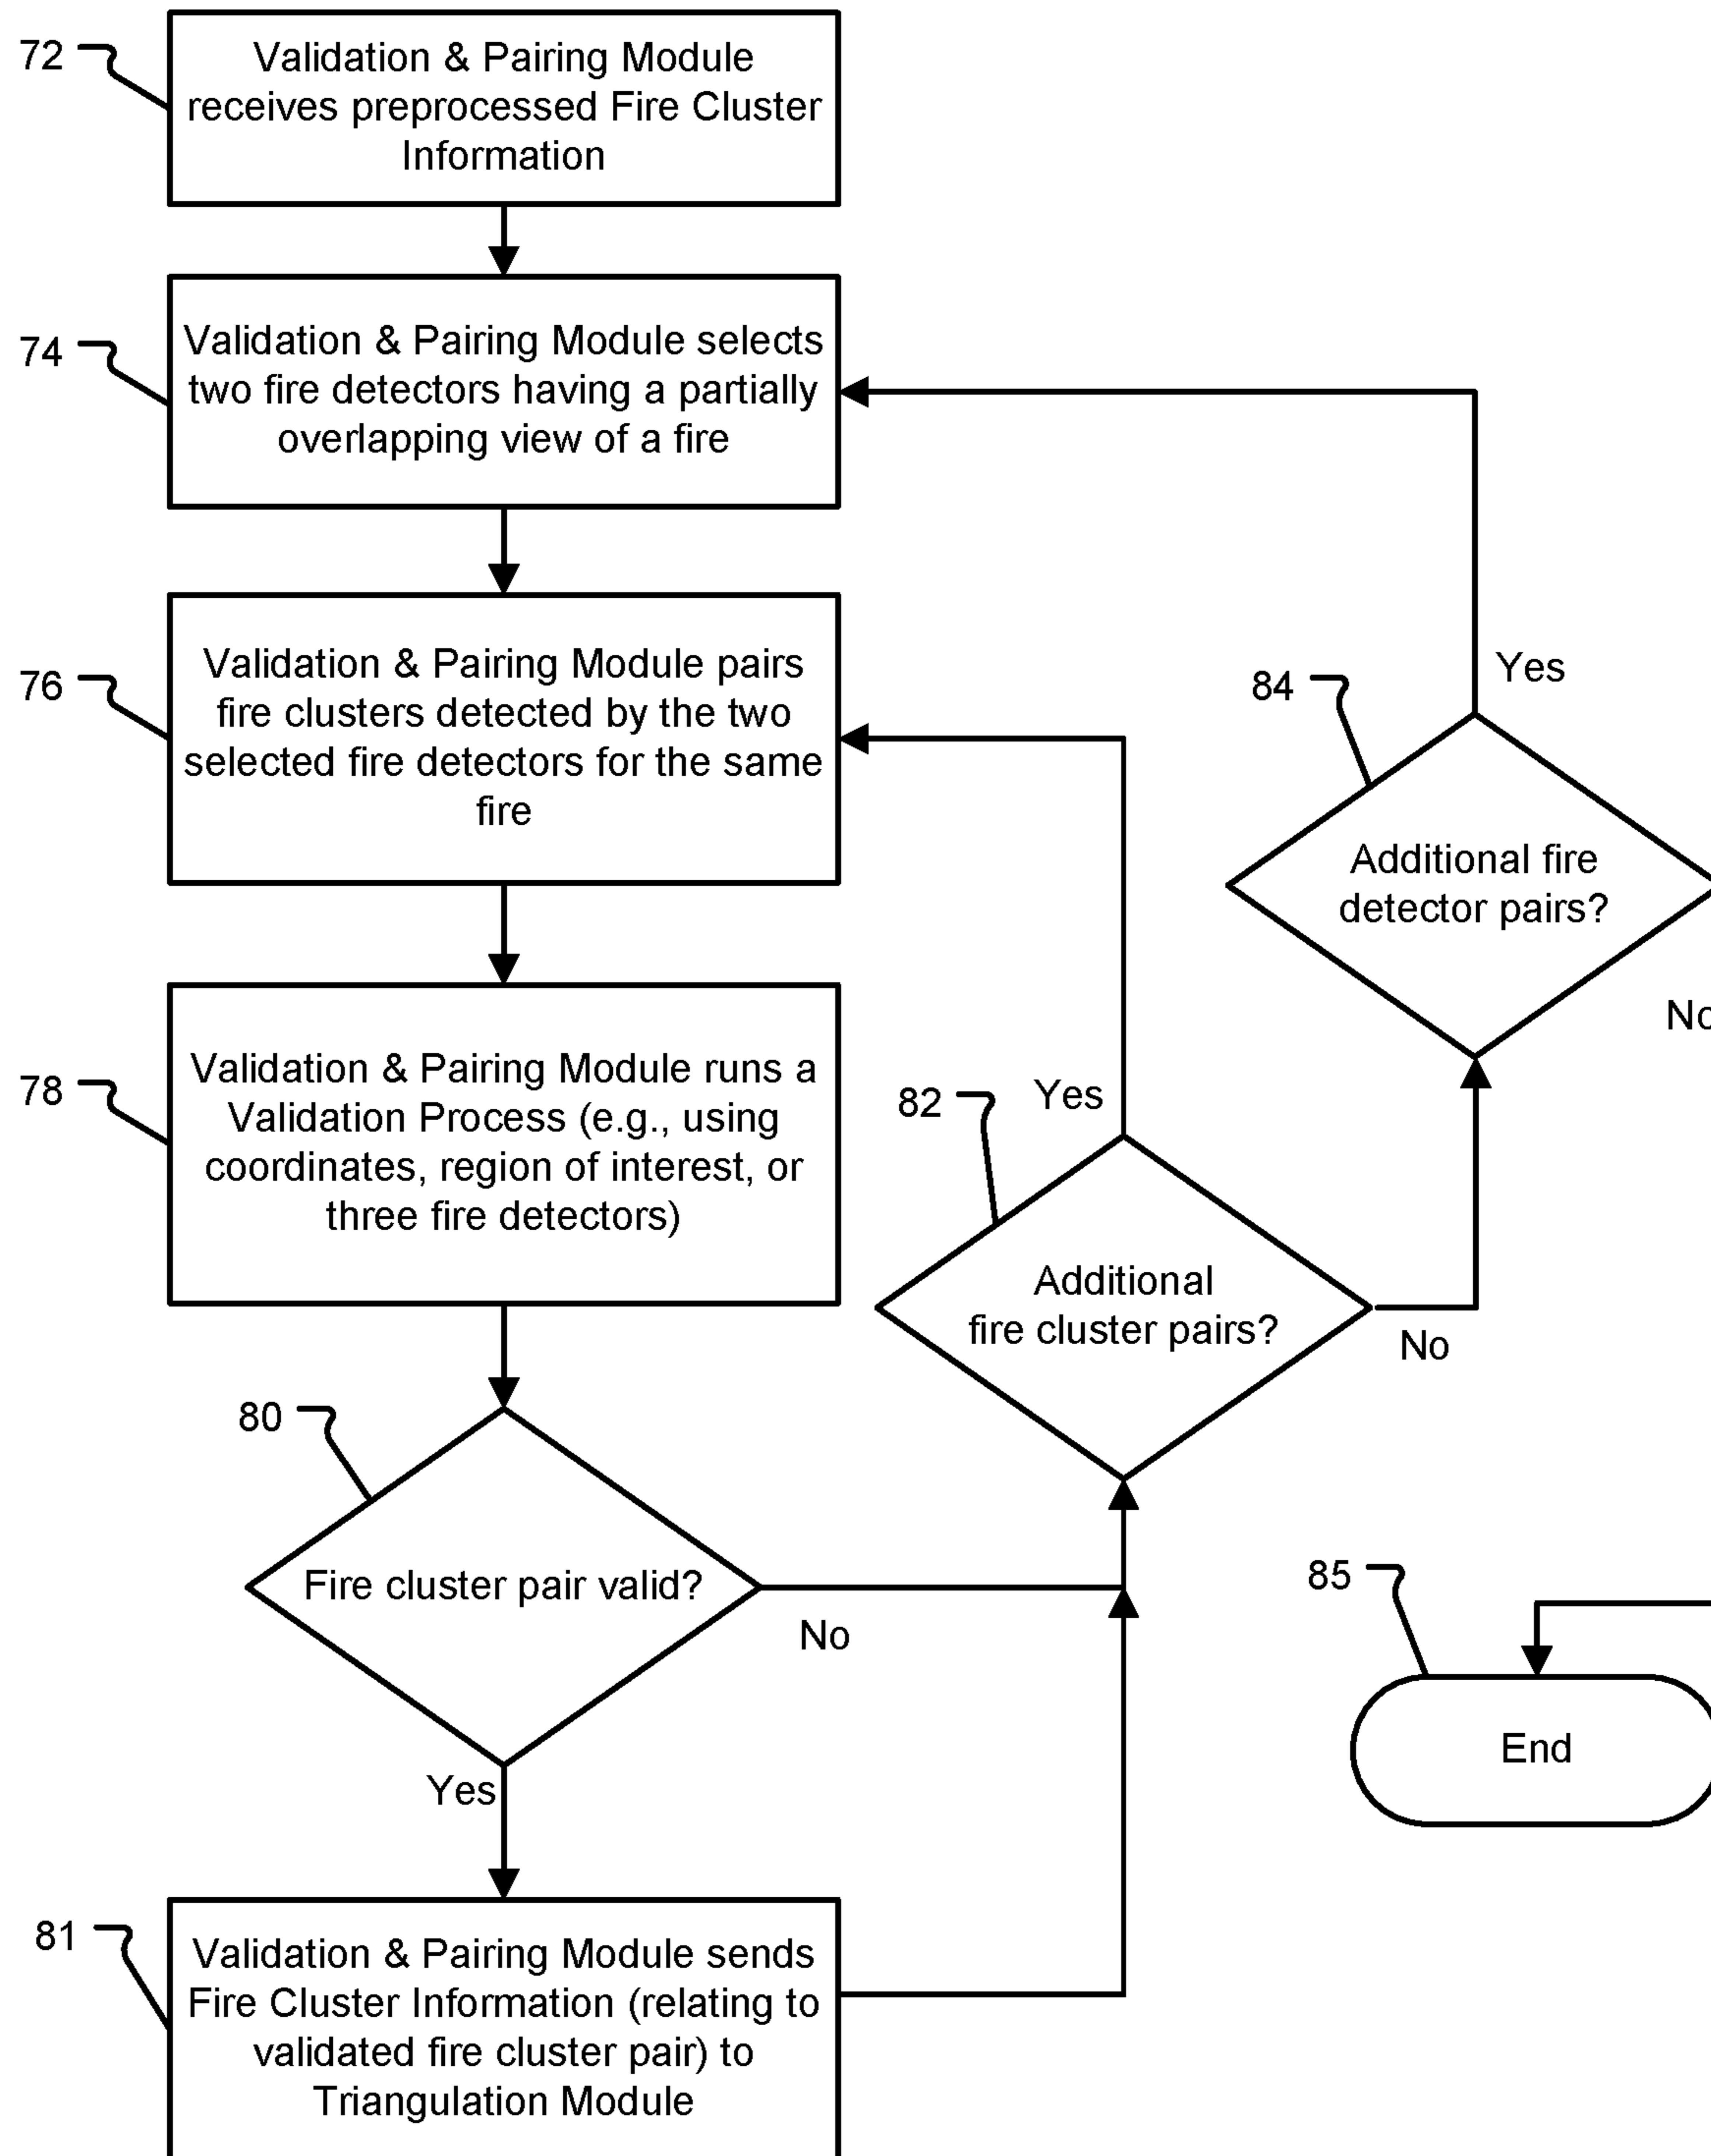 72
Validation & Pairing Module
receives preprocessed Fire Cluster
Information
74
Validation & Pairing Module selects
two fire detectors having a partially
overlapping view of a fire
76
Validation & Pairing Module pairs
fire clusters detected by the two
selected fire detectors for the same
fire
84
Yes
Additional fire
detector pairs?
No
78
Validation & Pairing Module runs a
Validation Process (e.g., using
coordinates, region of interest, or
three fire detectors)
82
Yes
Additional
fire cluster pairs?
No
80
Fire cluster pair valid?
No
Yes
85
End
81
Validation & Pairing Module sends
Fire Cluster Information (relating to
validated fire cluster pair) to
Triangulation Module